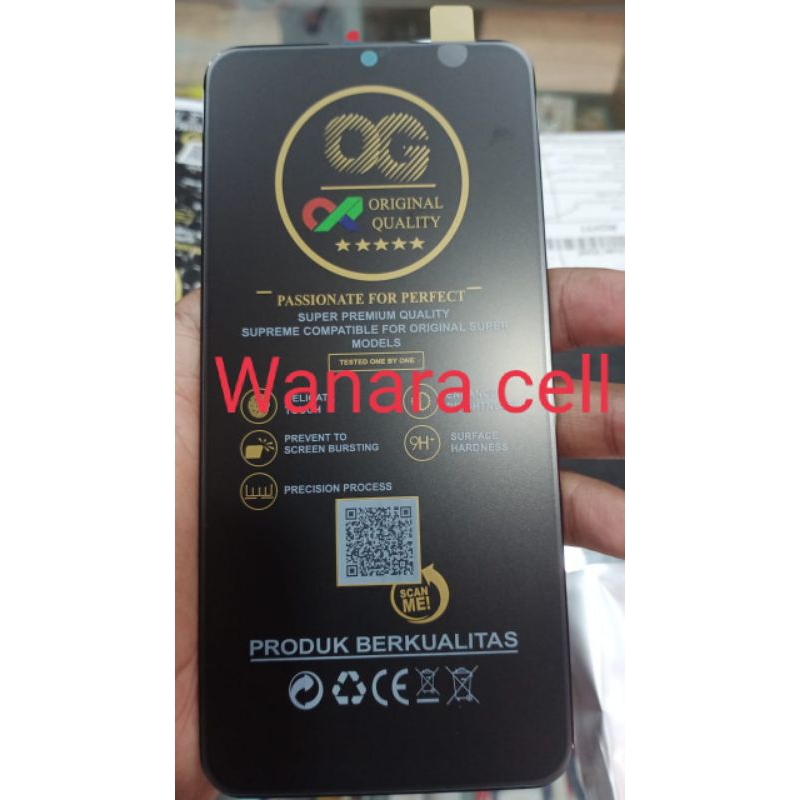 OG
ORIGINAL
QUALITY
PASSIONATE FOR PERFECT
SUPER PREMIUM QUALITY
SUPREME COMPATIBLE FOR ORIGINAL SUPER
MODELS
TESTED ONE BY ONE
Wanara cell
PREVENT TO
SCREEN BURSTING
9H+
SURFACE
HARDNESS
PRECISION PROCESS
SCAN
ME!
PRODUK BERKUALITAS
CE